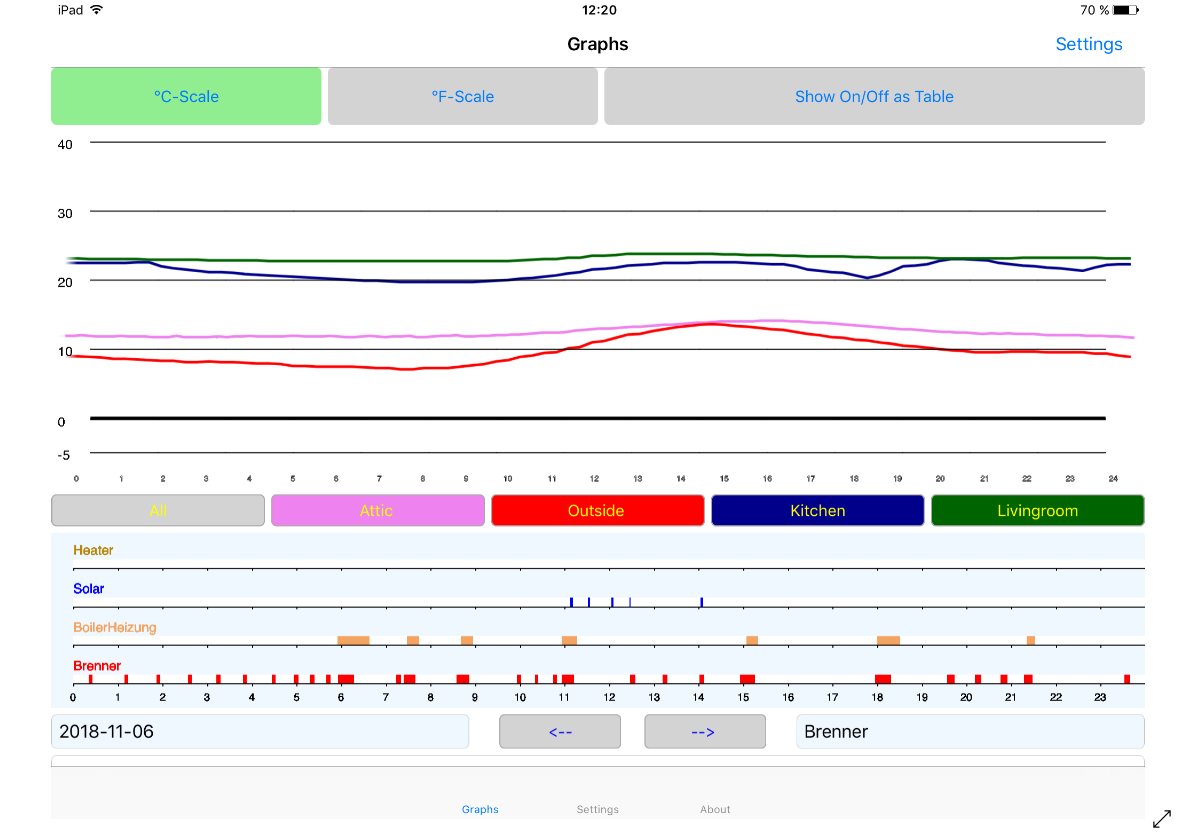 iPad 12:20 70 %
Graphs Settings
°C-Scale °F-Scale Show On/Off as Table
40
30
20
10
0
-5
0 1 2 3 4 5 6 7 8 9 10 11 12 13 14 15 16 17 18 19 20 21 22 23 24
All Attic Outside Kitchen Livingroom
Heater
Solar
BoilerHeizung
Brenner
0 1 2 3 4 5 6 7 8 9 10 11 12 13 14 15 16 17 18 19 20 21 22 23
2018-11-06 <-- --> Brenner
Graphs Settings About